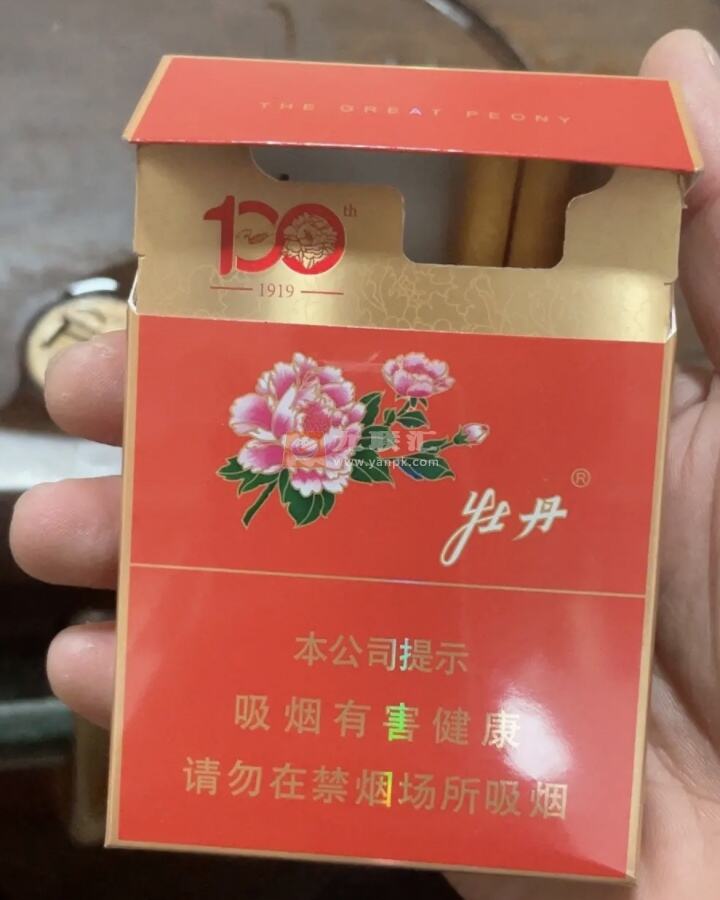 THE GREAT PEONY
100th
1919
www.yanpk.com
牡丹®
本公司提示
吸烟有害健康
请勿在禁烟场所吸烟